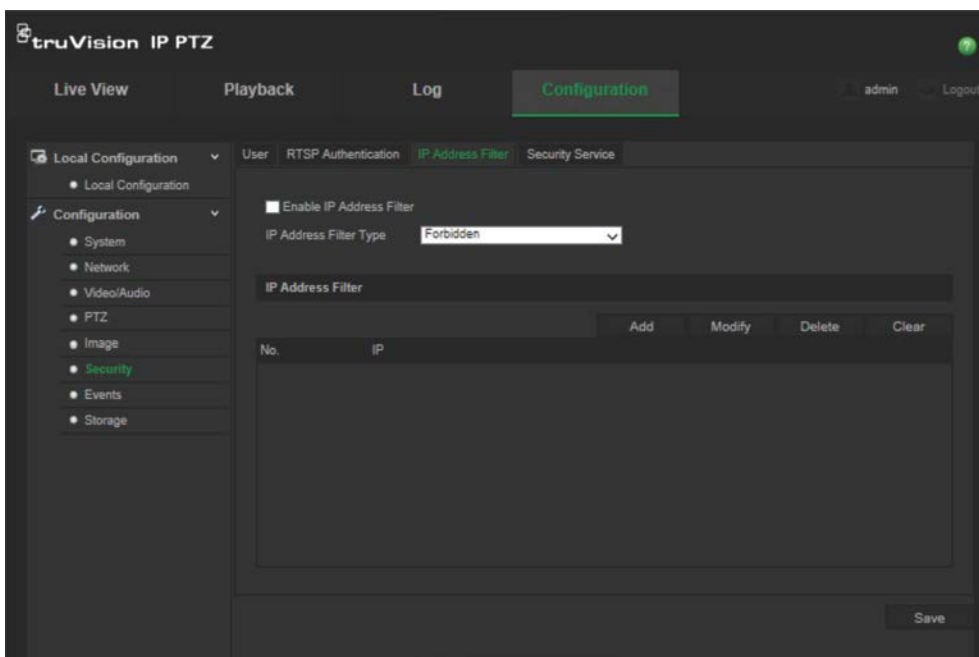 truVision IP PTZ
?
Live View Playback Log Configuration admin Logout
Local Configuration
Local Configuration
Configuration
System
Network
Video/Audio
PTZ
Image
Security
Events
Storage
User RTSP Authentication IP Address Filter Security Service
Enable IP Address Filter
IP Address Filter Type Forbidden
IP Address Filter
Add Modify Delete Clear
No. IP
Save